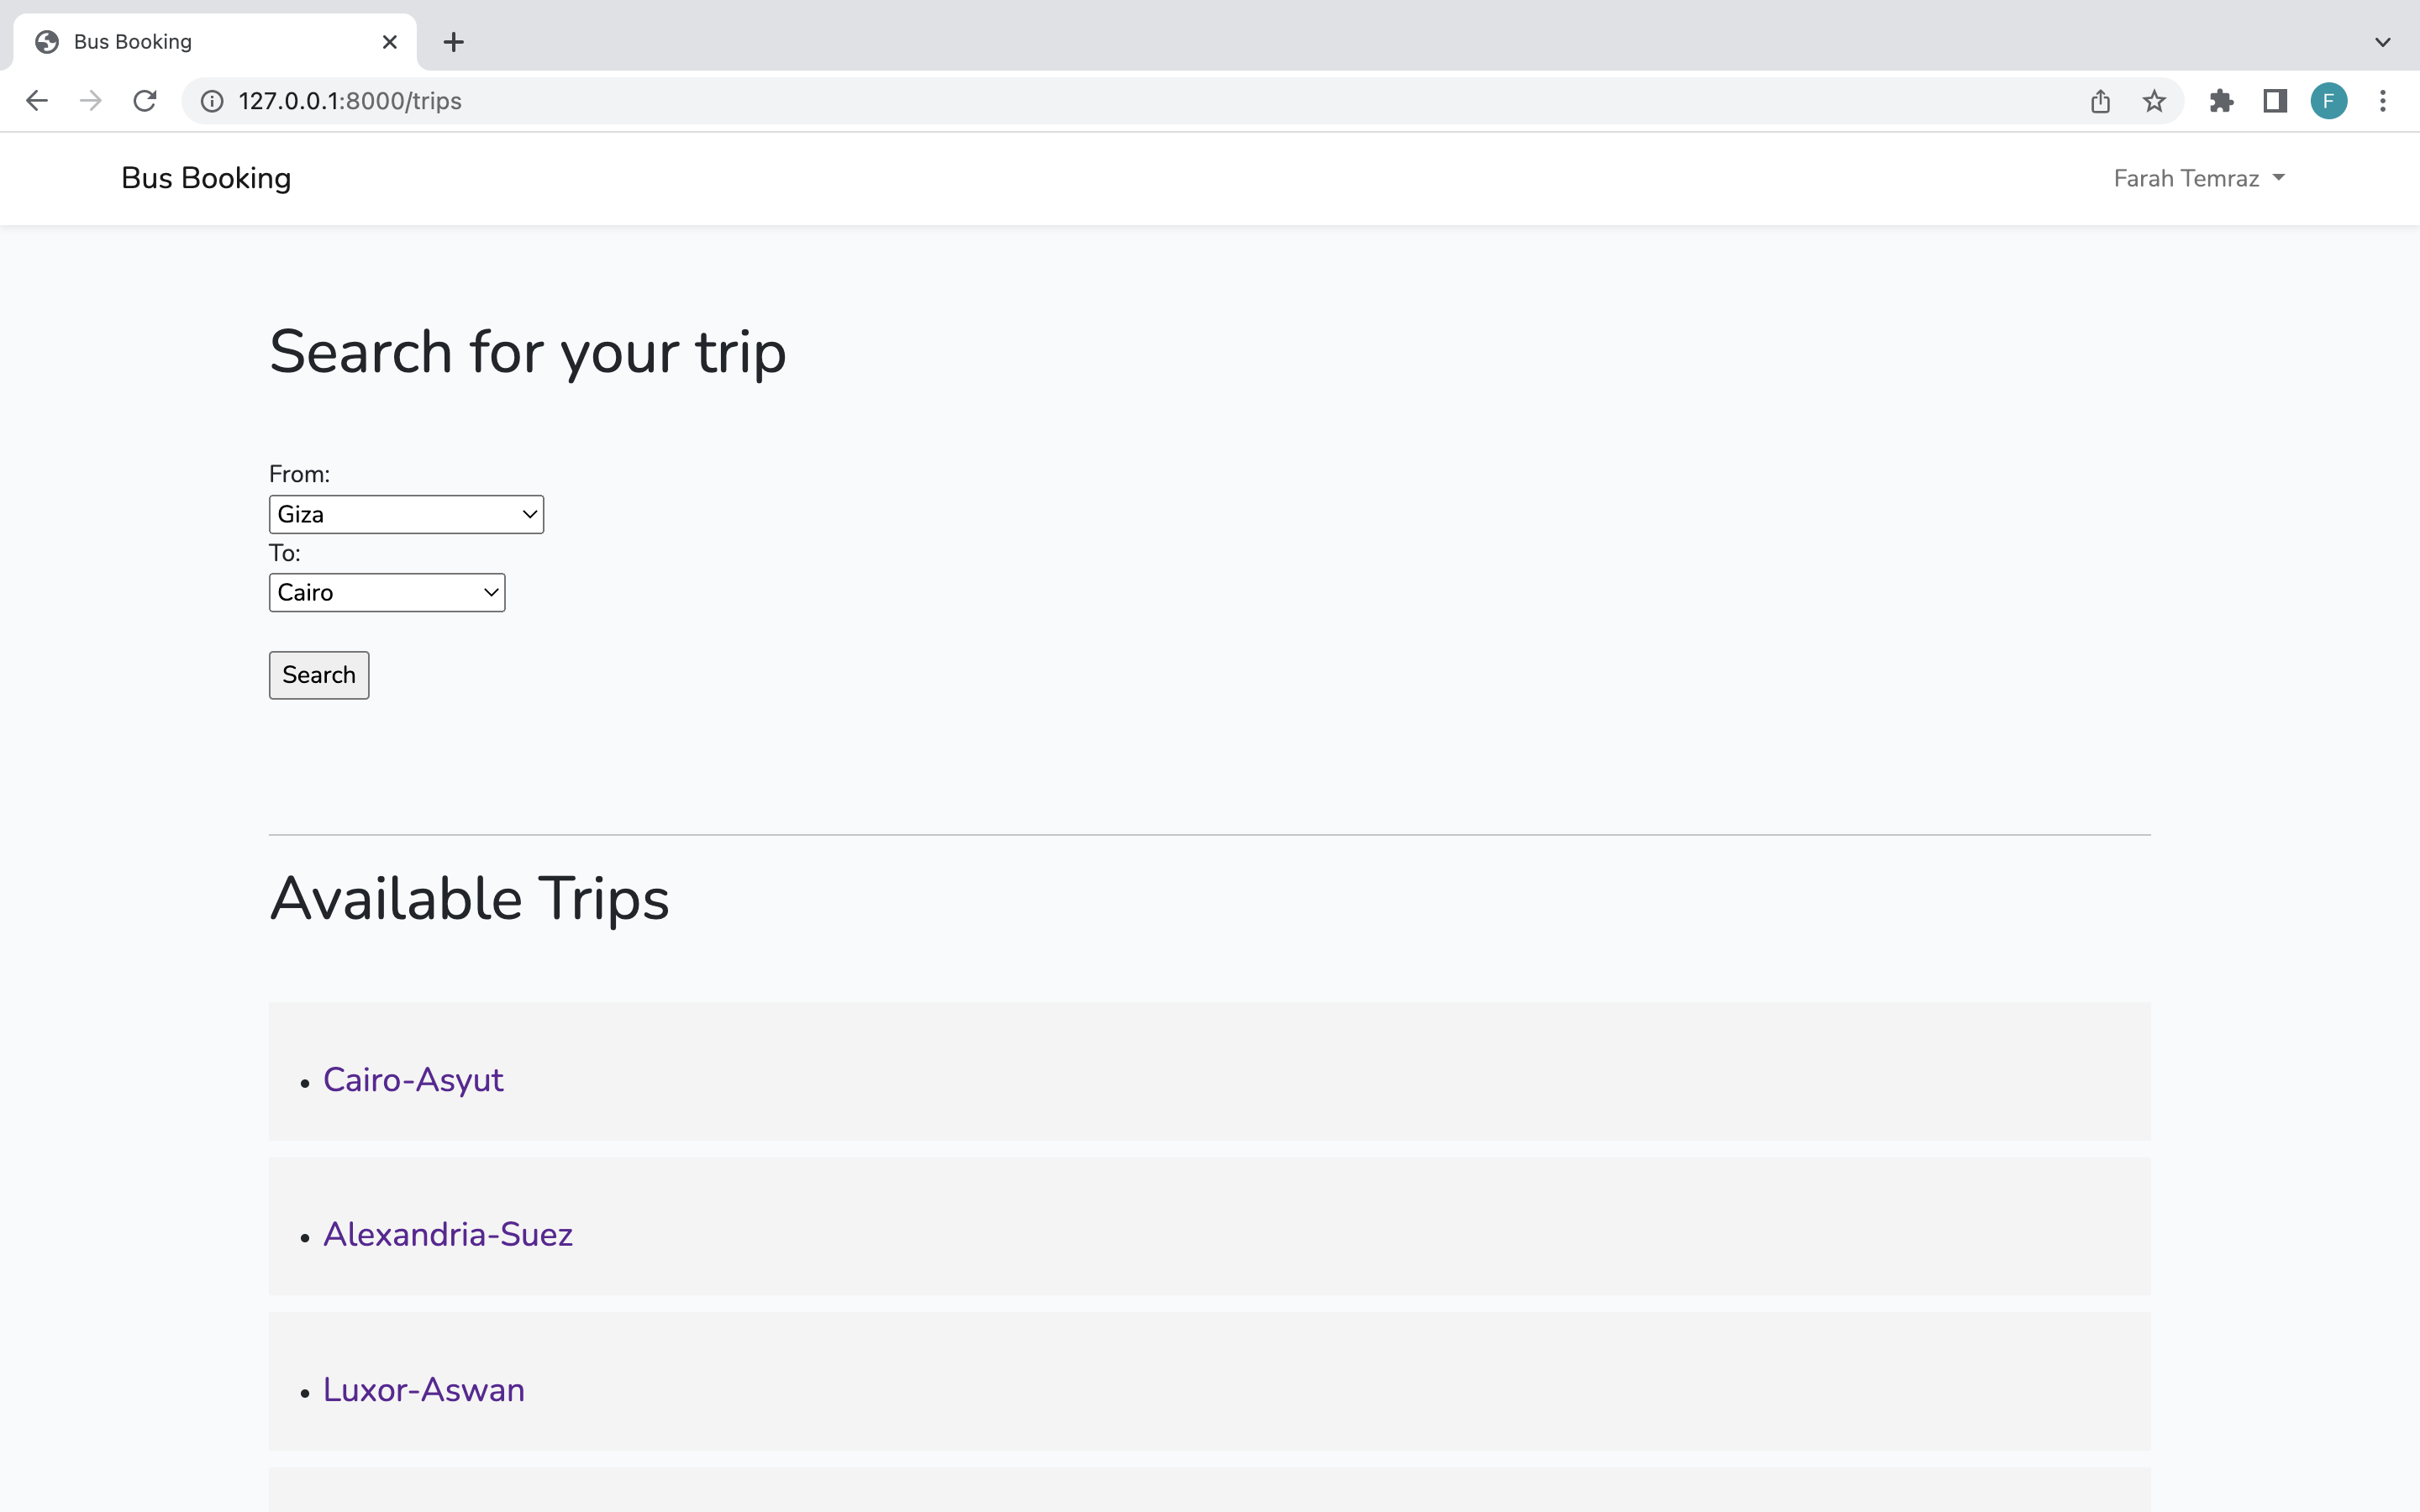 Bus Booking
127.0.0.1:8000/trips
F
Bus Booking
Farah Temraz
Search for your trip
From:
Giza
To:
Cairo
Search
Available Trips
Cairo-Asyut
Alexandria-Suez
Luxor-Aswan